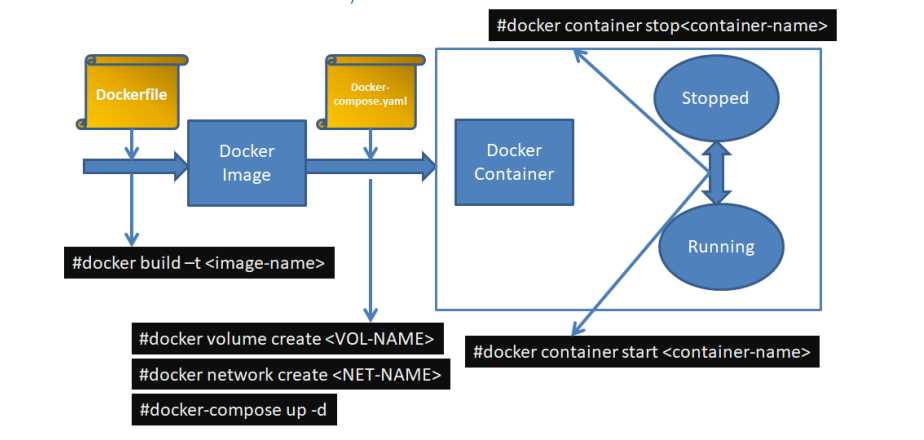 #docker container stop<container-name>
Dockerfile
Docker-
compose.yaml
Stopped
Docker
Image
Docker
Container
Running
#docker build –t <image-name>
#docker volume create <VOL-NAME>
#docker network create <NET-NAME>
#docker-compose up -d
#docker container start <container-name>